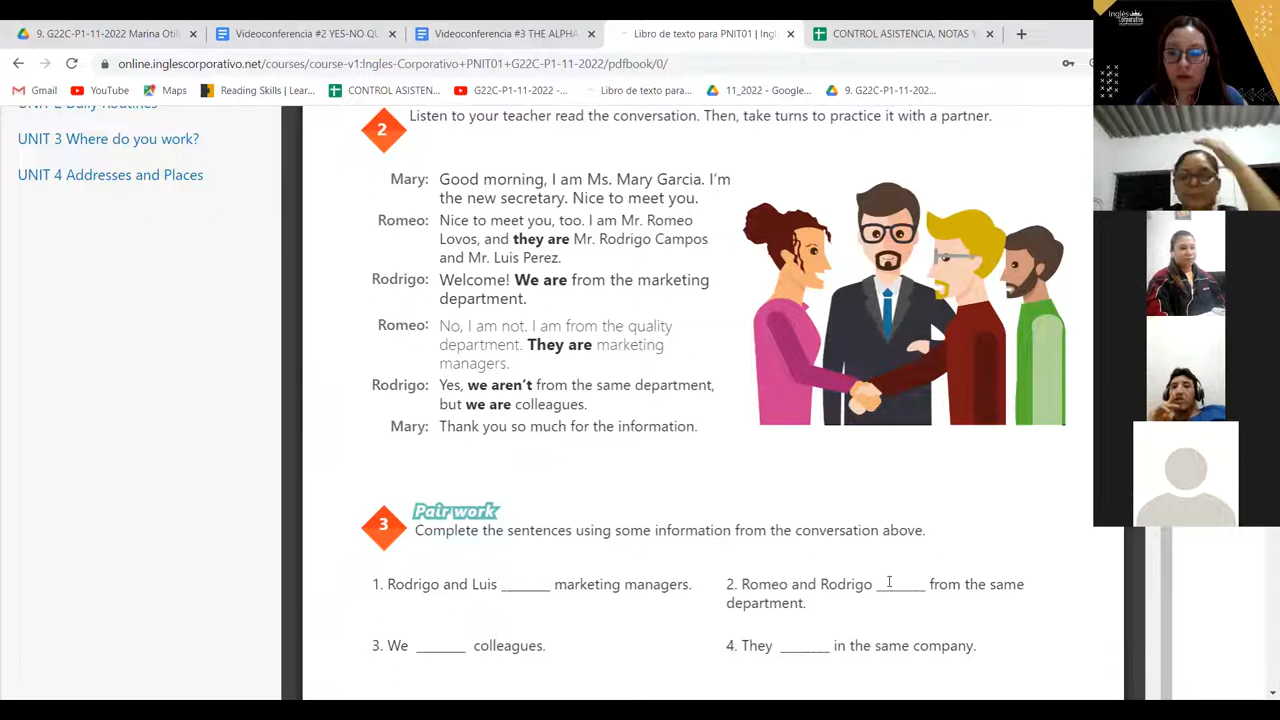 9. G22C-P1-11-2022 Marina Otili
Videoconferencia #2 YES-NO QU
Videoconferencia #3 THE ALPHA
Libro de texto para PNIT01 | Ingl
CONTROL ASISTENCIA, NOTAS Y
online.inglescorporativo.net/courses/course-v1:Ingles-Corporativo+PNIT01+G22C-P1-11-2022/pdfbook/0/
Gmail
YouTube
Maps
Reading Skills | Lear...
CONTROL ASISTEN...
G22C-P1-11-2022 -...
Libro de texto para...
11_2022 - Google...
9. G22C-P1-11-202...
Inglés
Corporativo
UNIT 2 Daily Routines
UNIT 3 Where do you work?
UNIT 4 Addresses and Places
2
Listen to your teacher read the conversation. Then, take turns to practice it with a partner.
Mary: Good morning, I am Ms. Mary Garcia. I'm
the new secretary. Nice to meet you.
Romeo: Nice to meet you, too. I am Mr. Romeo
Lovos, and they are Mr. Rodrigo Campos
and Mr. Luis Perez.
Rodrigo: Welcome! We are from the marketing
department.
Romeo: No, I am not. I am from the quality
department. They are marketing
managers.
Rodrigo: Yes, we aren't from the same department,
but we are colleagues.
Mary: Thank you so much for the information.
3
Pair work
Complete the sentences using some information from the conversation above.
1. Rodrigo and Luis _______ marketing managers.
2. Romeo and Rodrigo _______ from the same
department.
3. We _______ colleagues.
4. They _______ in the same company.